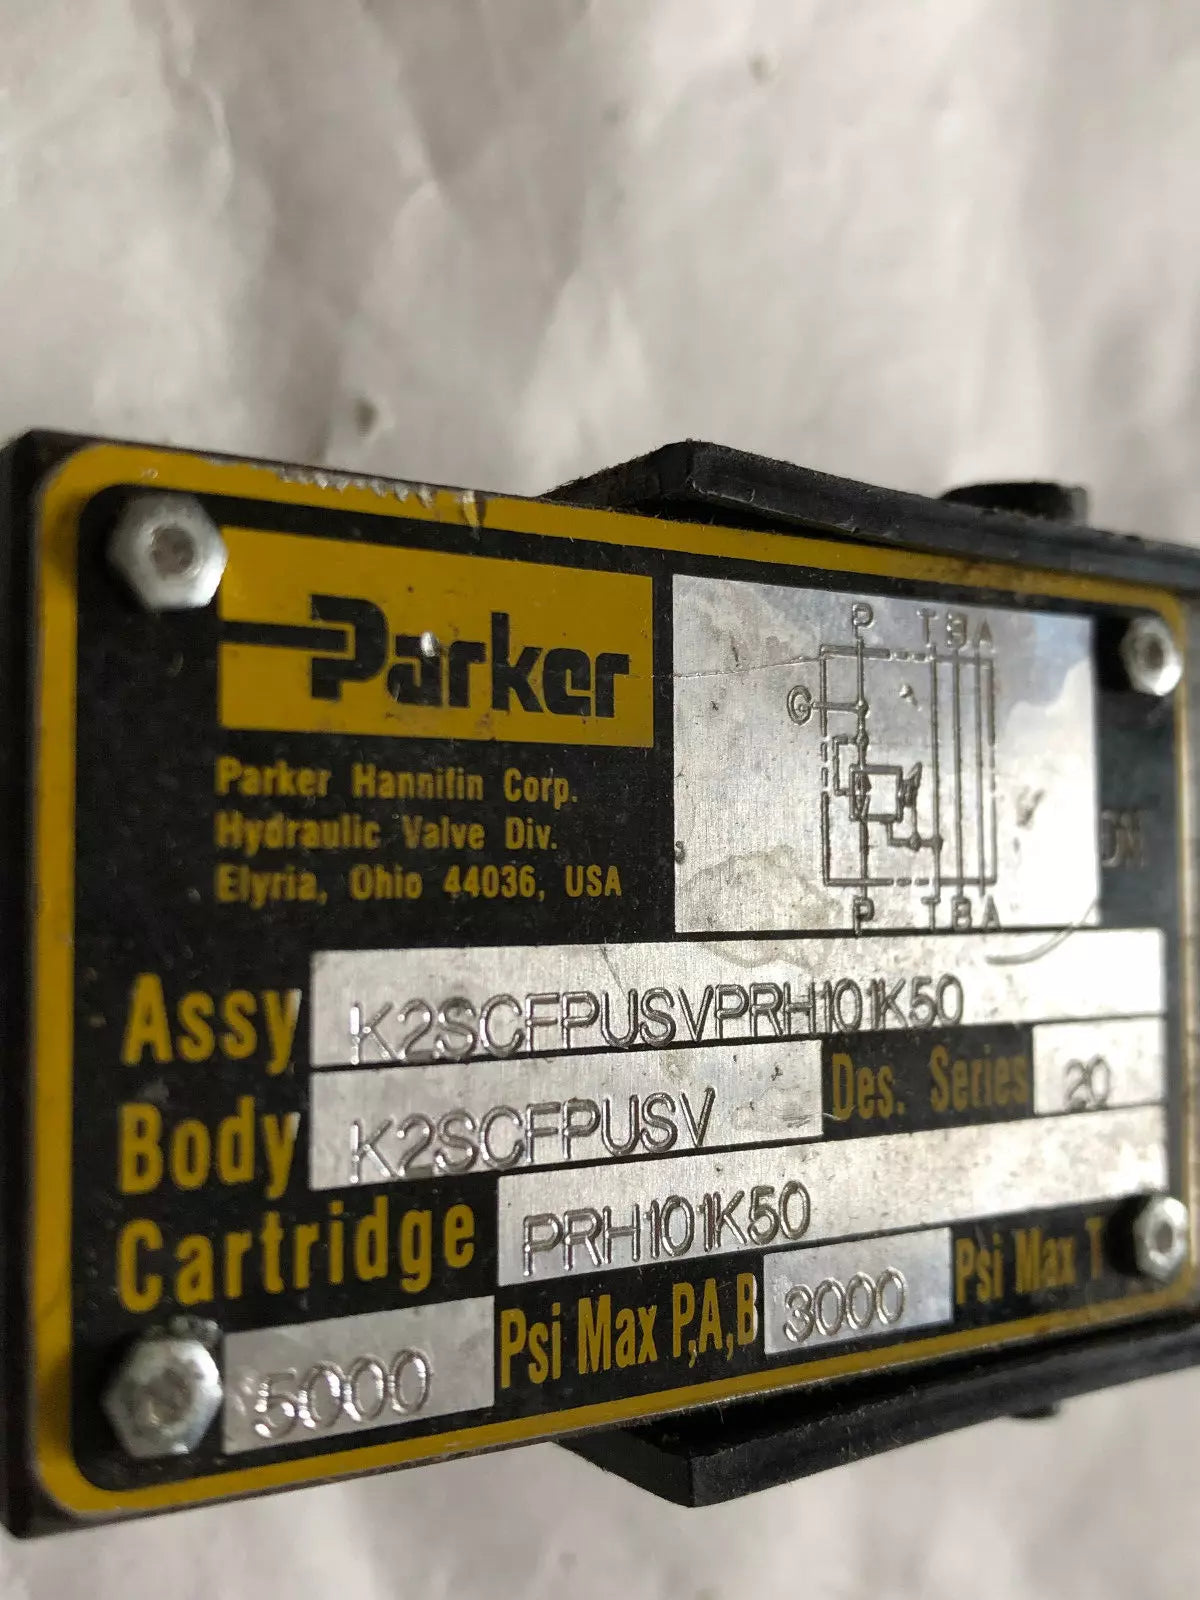 Parker
Parker Hannifin Corp.
Hydraulic Valve Div.
Elyria, Ohio 44036, USA
P T B A
G
P T B A
Assy K2SCFPUSVPRH101K50
Body K2SCFPUSV Des. Series 20
Cartridge PRH101K50
5000 Psi Max P,A,B 3000 Psi Max T